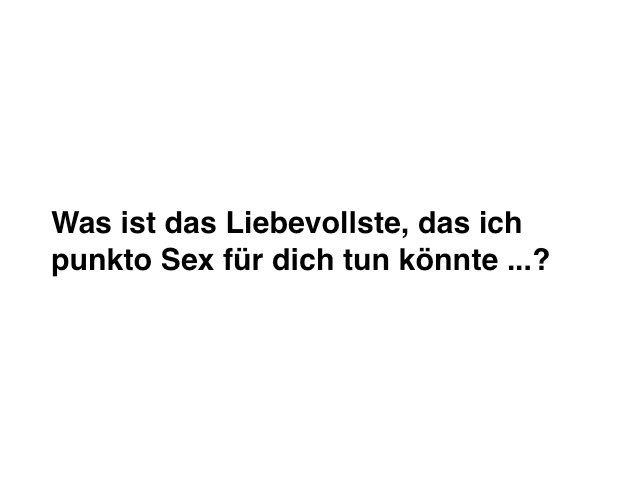 Was ist das Liebevollste, das ich
punkto Sex für dich tun könnte ...?